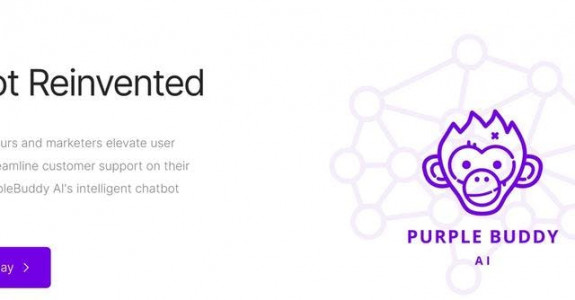 ot Reinvented
urs and marketers elevate user
eamline customer support on their
pleBuddy AI's intelligent chatbot
ay
PURPLE BUDDY
AI